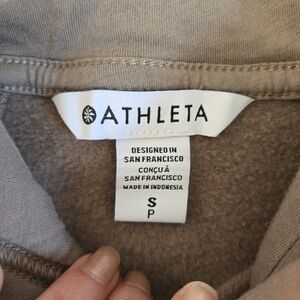 ATHLETA
DESIGNED IN
SAN FRANCISCO
CONÇU À
SAN FRANCISCO
MADE IN INDONESIA
S
P